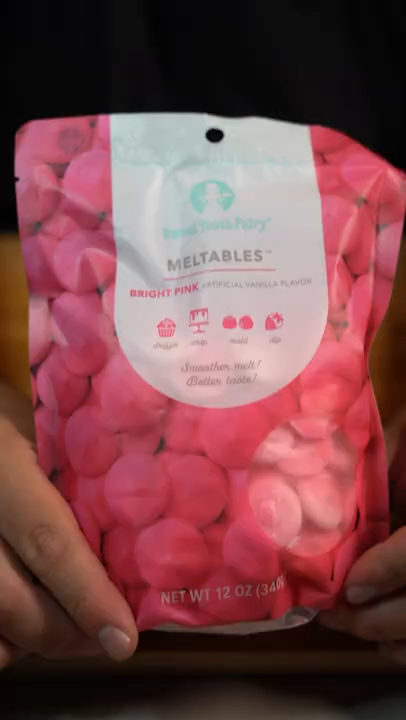 Sweet Tooth Fairy®
MELTABLES™
BRIGHT PINK ARTIFICIAL VANILLA FLAVOR
drizzle drip mold dip
Smoother melt!
Better taste!
NET WT 12 OZ (340g